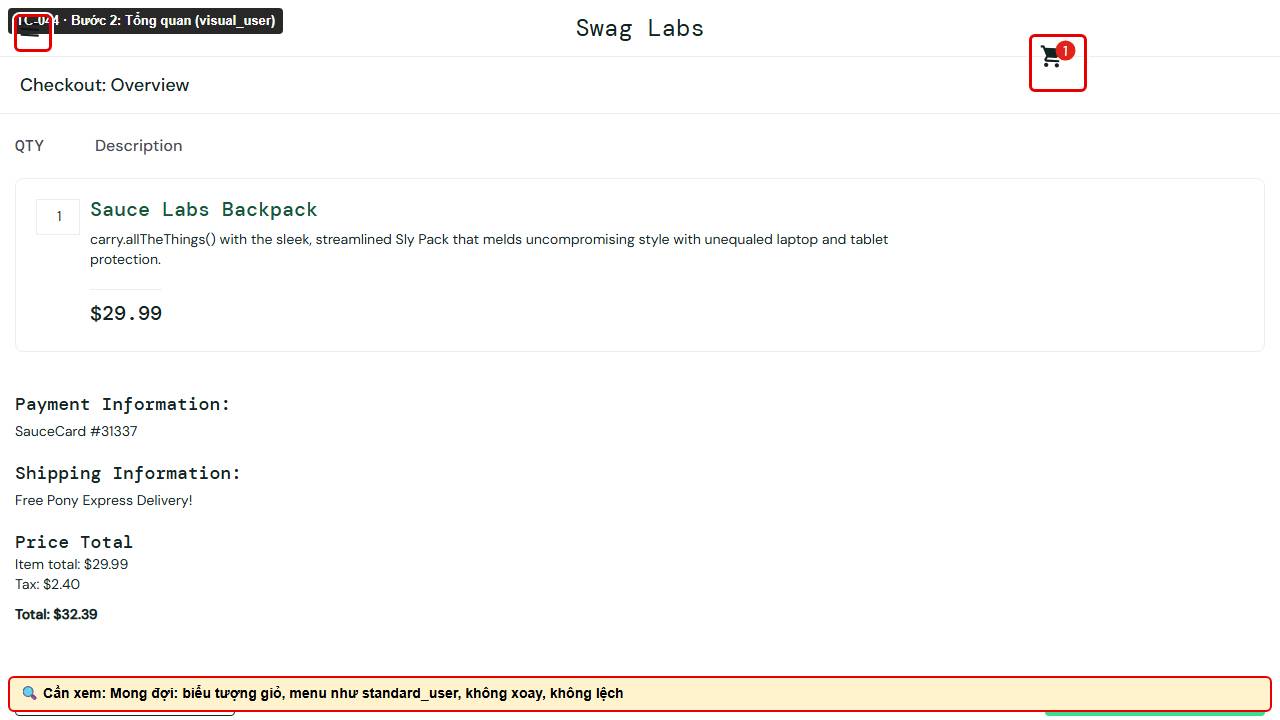 TC-044 · Bước 2: Tổng quan (visual_user)
Swag Labs
1
Checkout: Overview
QTY Description
1
Sauce Labs Backpack
carry.allTheThings() with the sleek, streamlined Sly Pack that melds uncompromising style with unequaled laptop and tablet
protection.
$29.99
Payment Information:
SauceCard #31337
Shipping Information:
Free Pony Express Delivery!
Price Total
Item total: $29.99
Tax: $2.40
Total: $32.39
🔍 Cần xem: Mong đợi: biểu tượng giỏ, menu như standard_user, không xoay, không lệch